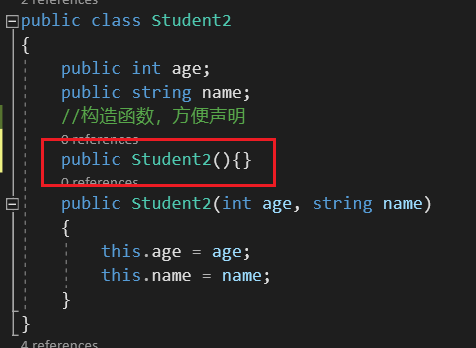 2 references
public class Student2
{
public int age;
public string name;
//构造函数，方便声明
0 references
public Student2(){}
0 references
public Student2(int age, string name)
{
this.age = age;
this.name = name;
}
}
4 references